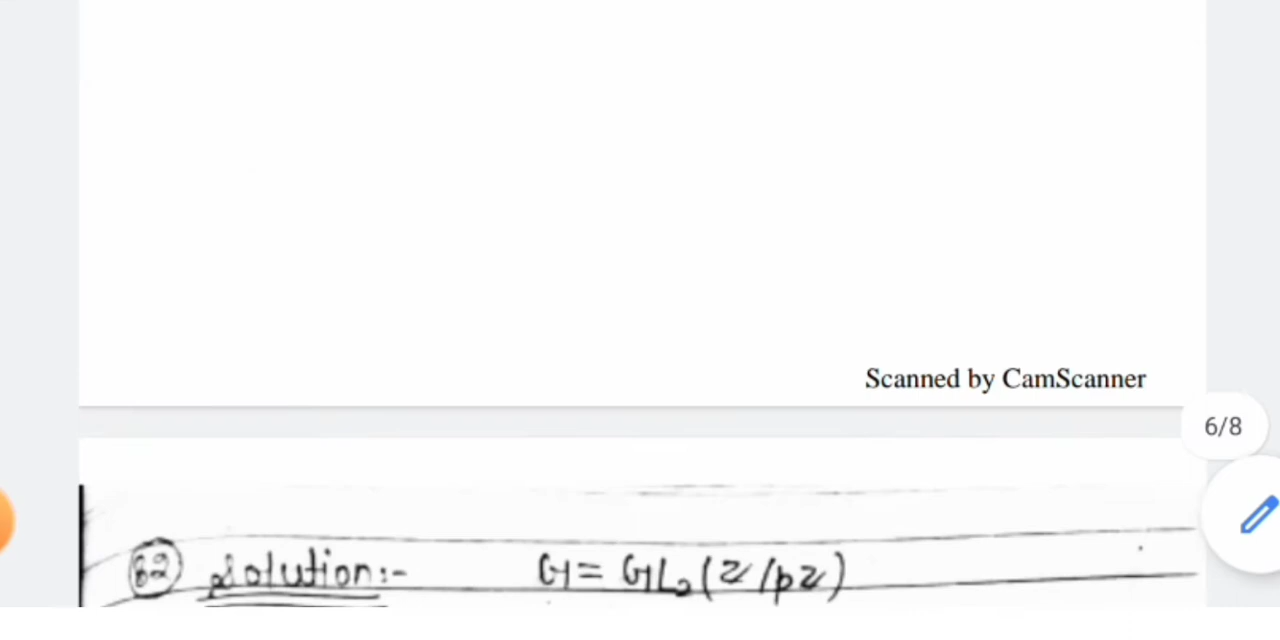 Scanned by CamScanner
6/8
62 Solution:- G = GL₂(Z/pZ)